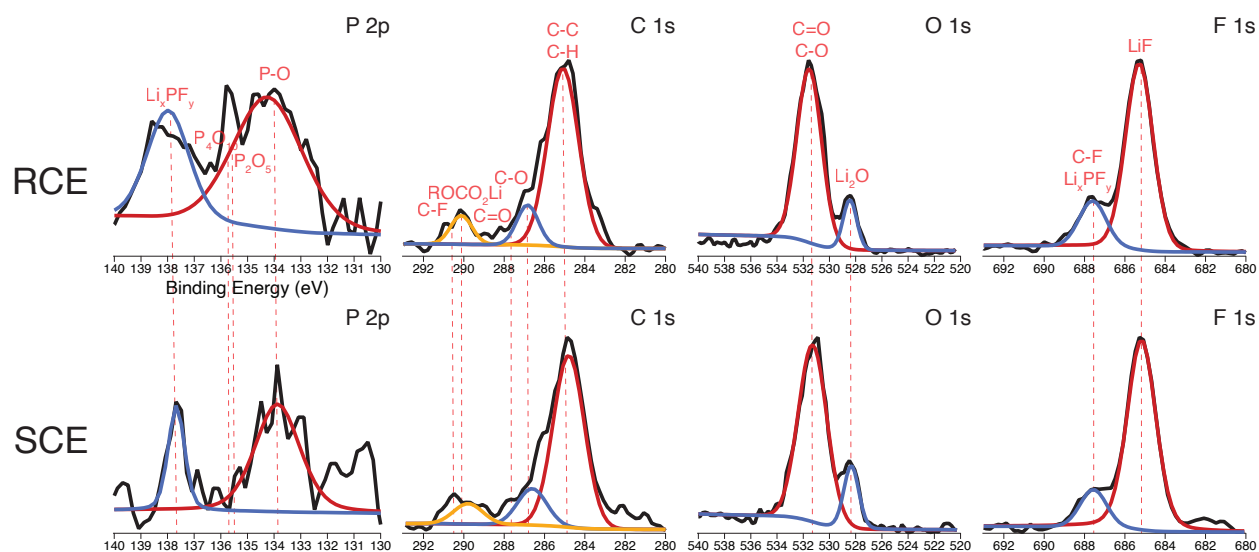 P 2p
C 1s
O 1s
F 1s
RCE
LiₓPF_y
P₄O₁₀
P₂O₅
P-O
C-C
C-H
C-O
ROCO₂Li
C-F
C=O
C=O
C-O
Li₂O
LiF
C-F
LiₓPF_y
140 139 138 137 136 135 134 133 132 131 130
292 290 288 286 284 282 280
540 538 536 534 532 530 528 526 524 522 520
692 690 688 686 684 682 680
Binding Energy (eV)
P 2p
C 1s
O 1s
F 1s
SCE
140 139 138 137 136 135 134 133 132 131 130
292 290 288 286 284 282 280
540 538 536 534 532 530 528 526 524 522 520
692 690 688 686 684 682 680